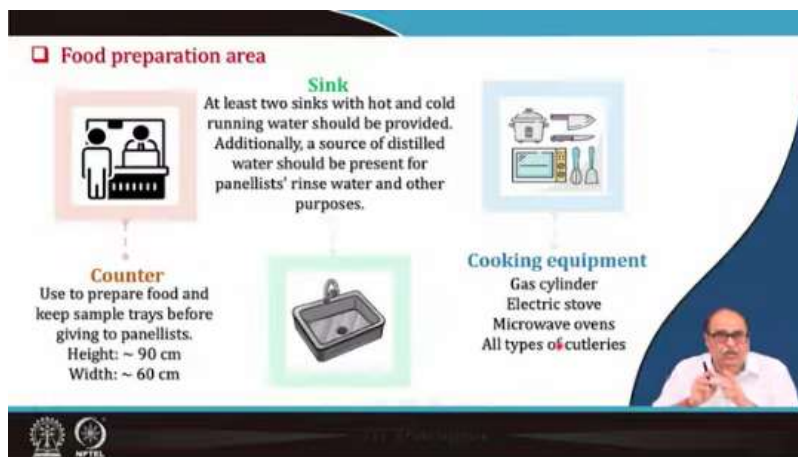 Food preparation area
Sink
At least two sinks with hot and cold
running water should be provided.
Additionally, a source of distilled
water should be present for
panellists' rinse water and other
purposes.
Counter
Use to prepare food and
keep sample trays before
giving to panellists.
Height: ~ 90 cm
Width: ~ 60 cm
Cooking equipment
Gas cylinder
Electric stove
Microwave ovens
All types of cutleries
NPTEL